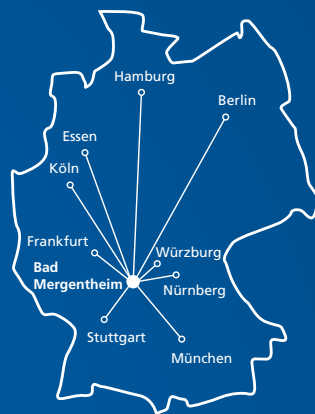 Hamburg
Berlin
Essen
Köln
Frankfurt
Würzburg
Bad
Mergentheim
Nürnberg
Stuttgart
München